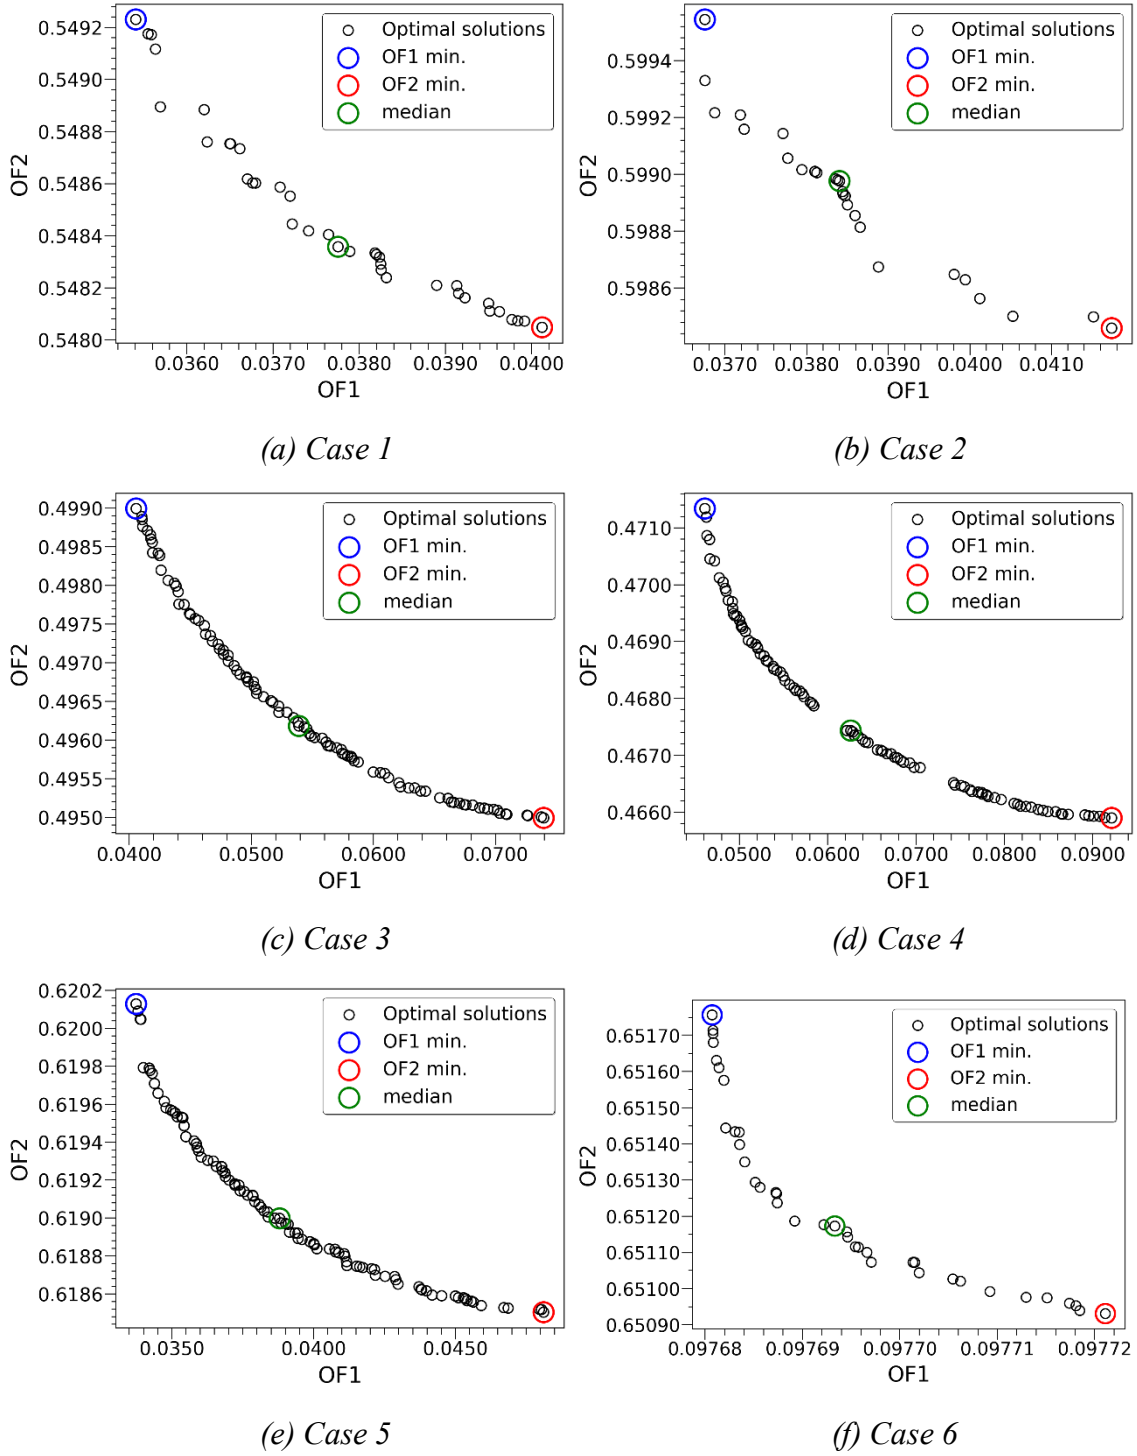 0.5492
0.5490
0.5488
0.5486
0.5484
0.5482
0.5480
OF2
Optimal solutions
OF1 min.
OF2 min.
median
0.0360 0.0370 0.0380 0.0390 0.0400
OF1
(a) Case 1
0.5994
0.5992
0.5990
0.5988
0.5986
OF2
Optimal solutions
OF1 min.
OF2 min.
median
0.0370 0.0380 0.0390 0.0400 0.0410
OF1
(b) Case 2
0.4990
0.4985
0.4980
0.4975
0.4970
0.4965
0.4960
0.4955
0.4950
OF2
Optimal solutions
OF1 min.
OF2 min.
median
0.0400 0.0500 0.0600 0.0700
OF1
(c) Case 3
0.4710
0.4700
0.4690
0.4680
0.4670
0.4660
OF2
Optimal solutions
OF1 min.
OF2 min.
median
0.0500 0.0600 0.0700 0.0800 0.0900
OF1
(d) Case 4
0.6202
0.6200
0.6198
0.6196
0.6194
0.6192
0.6190
0.6188
0.6186
OF2
Optimal solutions
OF1 min.
OF2 min.
median
0.0350 0.0400 0.0450
OF1
(e) Case 5
0.65170
0.65160
0.65150
0.65140
0.65130
0.65120
0.65110
0.65100
0.65090
OF2
Optimal solutions
OF1 min.
OF2 min.
median
0.09768 0.09769 0.09770 0.09771 0.09772
OF1
(f) Case 6